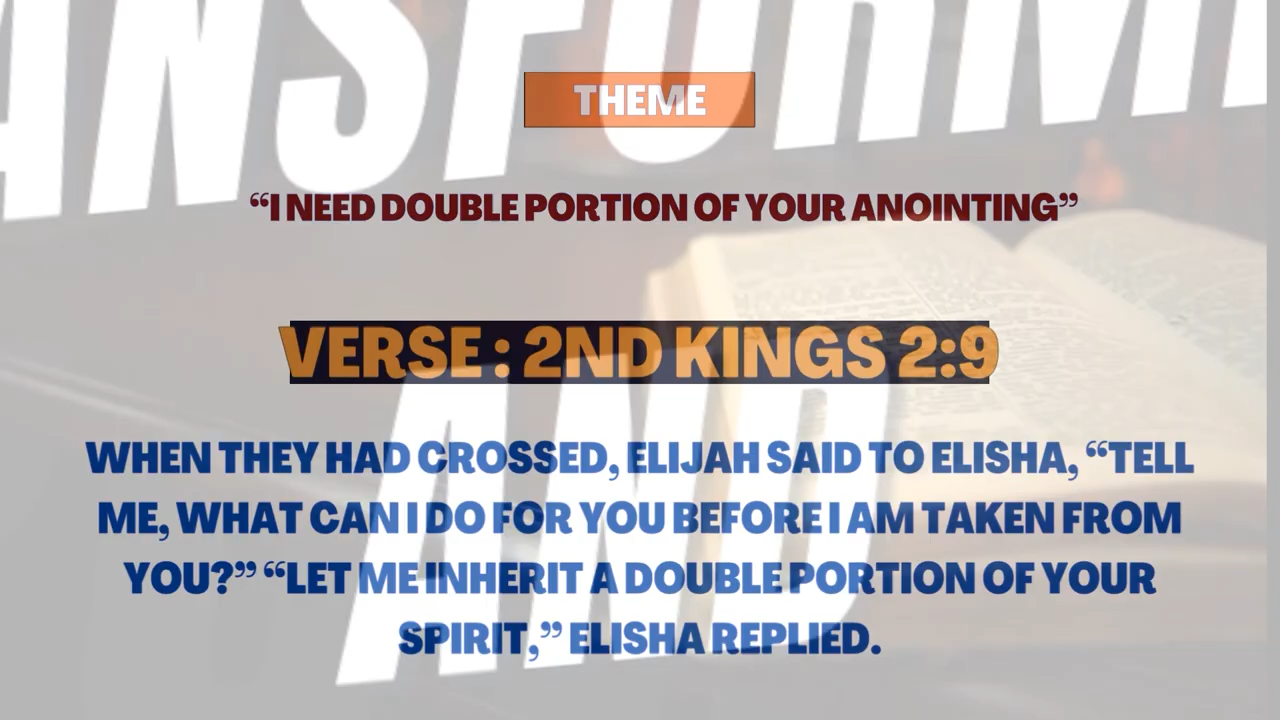 THEME
“I NEED DOUBLE PORTION OF YOUR ANOINTING”
VERSE : 2ND KINGS 2:9
WHEN THEY HAD CROSSED, ELIJAH SAID TO ELISHA, “TELL
ME, WHAT CAN I DO FOR YOU BEFORE I AM TAKEN FROM
YOU?” “LET ME INHERIT A DOUBLE PORTION OF YOUR
SPIRIT,” ELISHA REPLIED.
AND